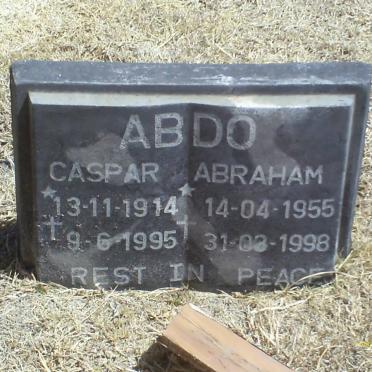 ABDO
CASPAR ABRAHAM
13-11-1914 14-04-1955
9-6-1995 31-03-1998
REST IN PEACE